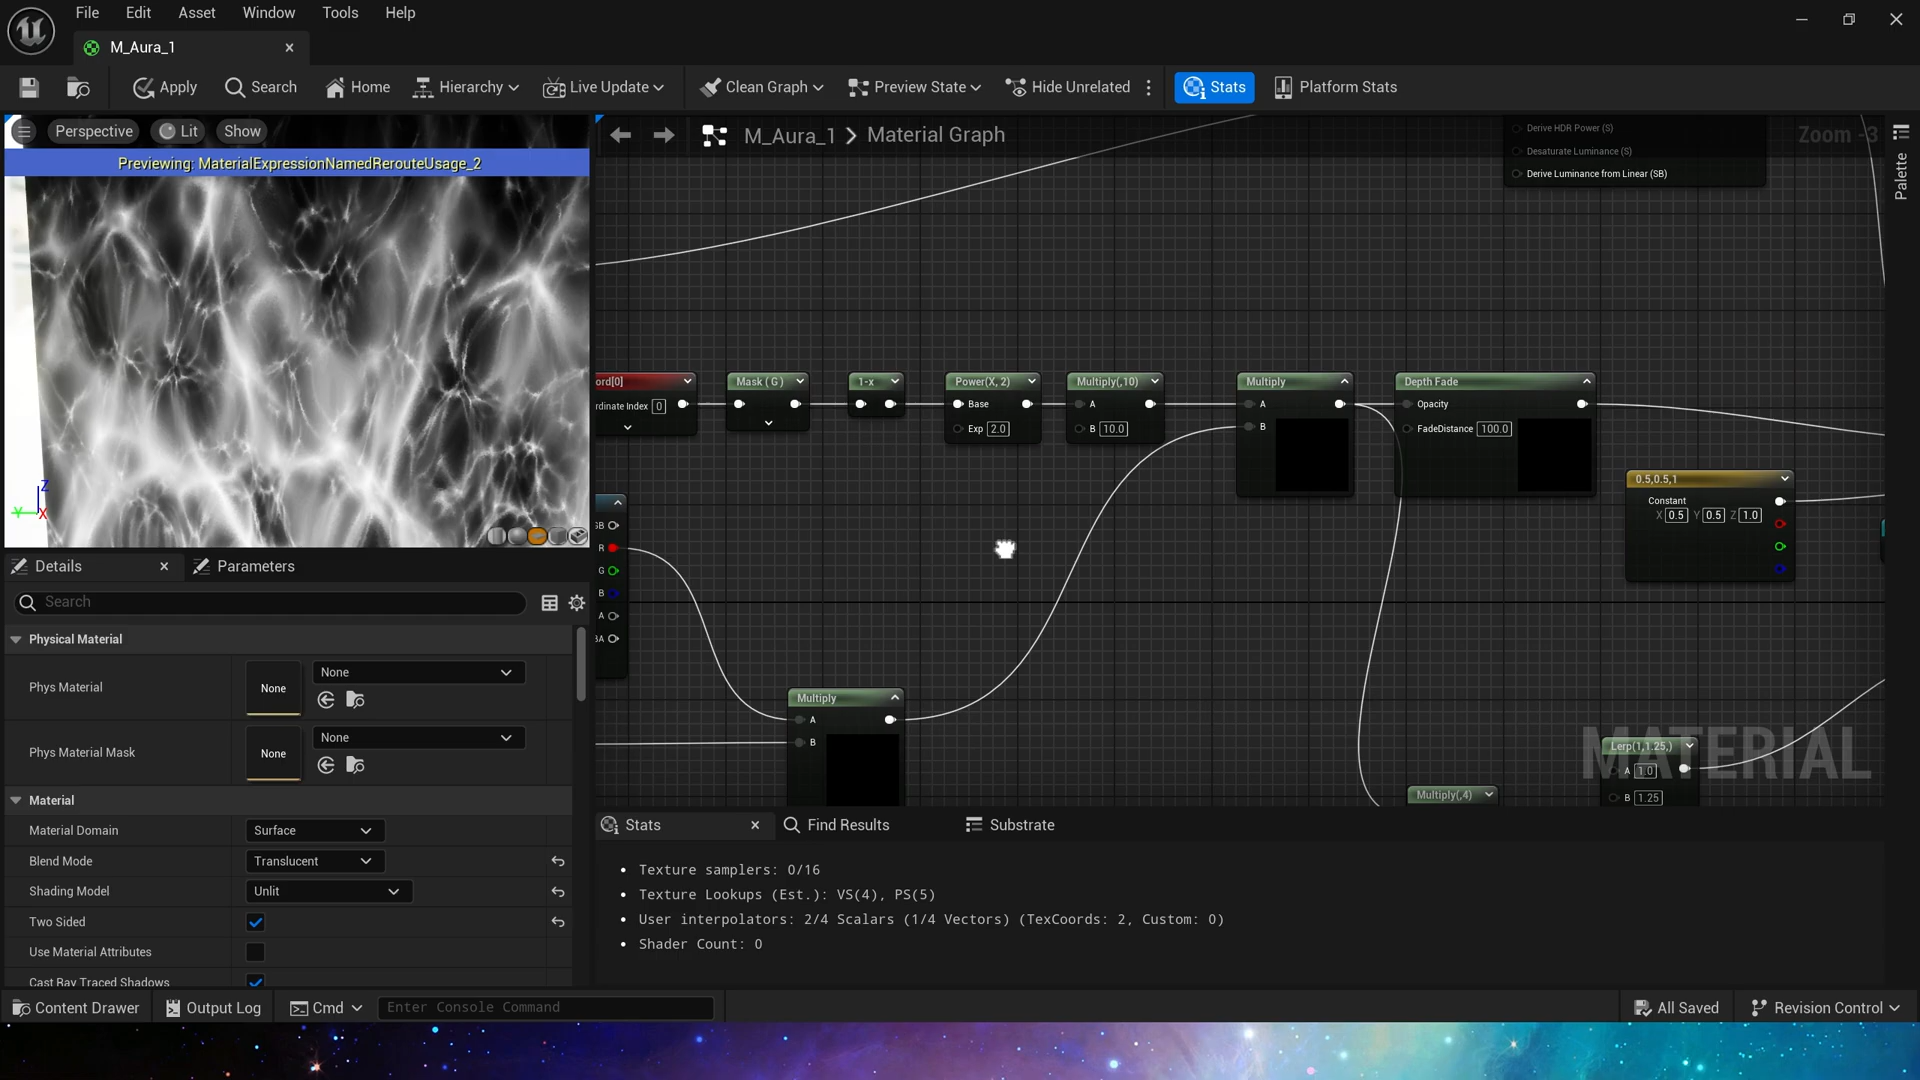 File Edit Asset Window Tools Help
M_Aura_1
Apply Search Home Hierarchy Live Update Clean Graph Preview State Hide Unrelated Stats Platform Stats
Perspective Lit Show
Previewing: MaterialExpressionNamedRerouteUsage_2
Z
Y X
M_Aura_1 > Material Graph
Zoom -3
Palette
Derive HDR Power (S)
Desaturate Luminance (S)
Derive Luminance from Linear (SB)
ord[0]
rdinate Index 0
Mask ( G )
1-x
Power(X, 2)
Base
Exp 2.0
Multiply(,10)
A
B 10.0
Multiply
A
B
Depth Fade
Opacity
FadeDistance 100.0
0.5,0.5,1
Constant
X 0.5 Y 0.5 Z 1.0
GB
R
G
B
A
BA
Multiply
A
B
Multiply(,4)
Lerp(1,1.25,)
A 1.0
B 1.25
MATERIAL
Details Parameters
Search
Physical Material
Phys Material None None
Phys Material Mask None None
Material
Material Domain Surface
Blend Mode Translucent
Shading Model Unlit
Two Sided
Use Material Attributes
Cast Ray Traced Shadows
Stats Find Results Substrate
Texture samplers: 0/16
Texture Lookups (Est.): VS(4), PS(5)
User interpolators: 2/4 Scalars (1/4 Vectors) (TexCoords: 2, Custom: 0)
Shader Count: 0
Content Drawer Output Log Cmd Enter Console Command All Saved Revision Control